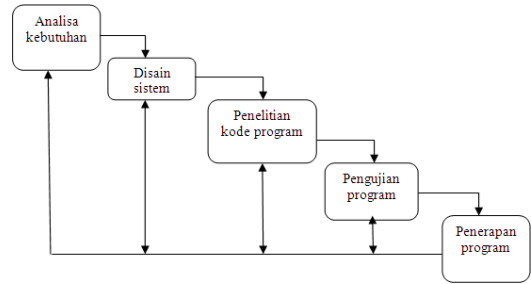 Analisa
kebutuhan
Disain
sistem
Penelitian
kode program
Pengujian
program
Penerapan
program